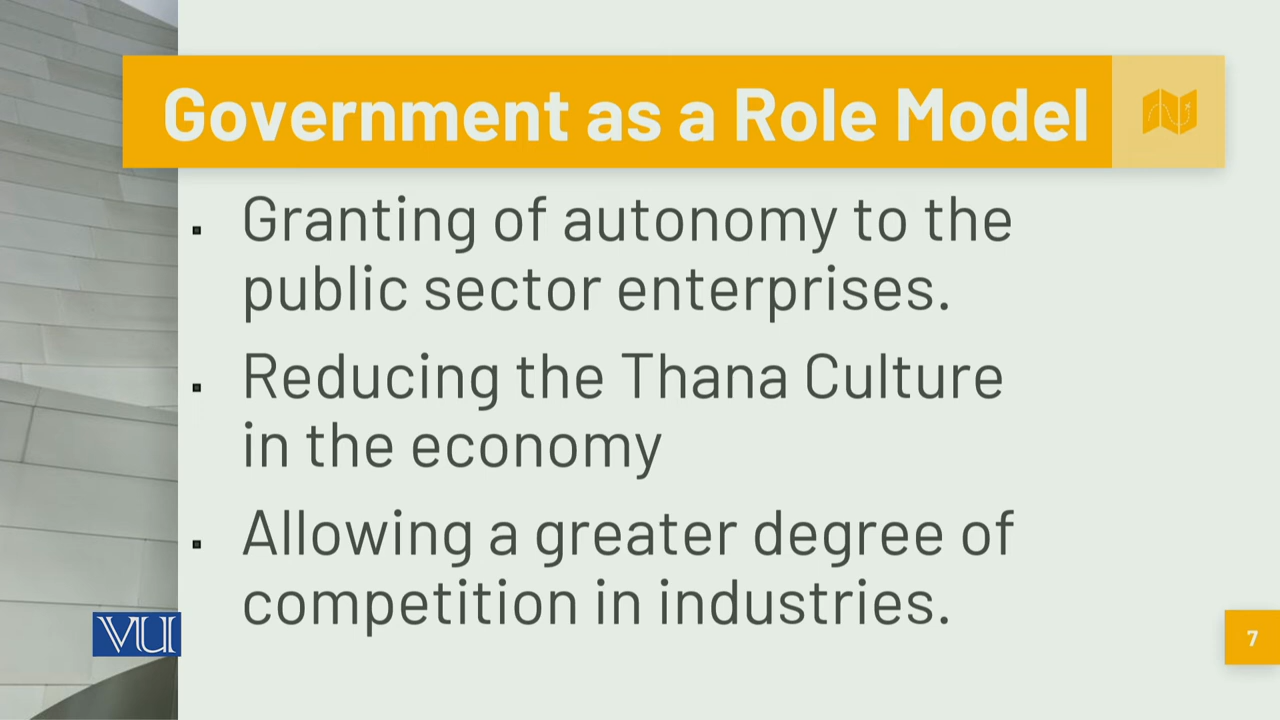 Government as a Role Model
▪ Granting of autonomy to the
public sector enterprises.
▪ Reducing the Thana Culture
in the economy
▪ Allowing a greater degree of
competition in industries.
VU
7